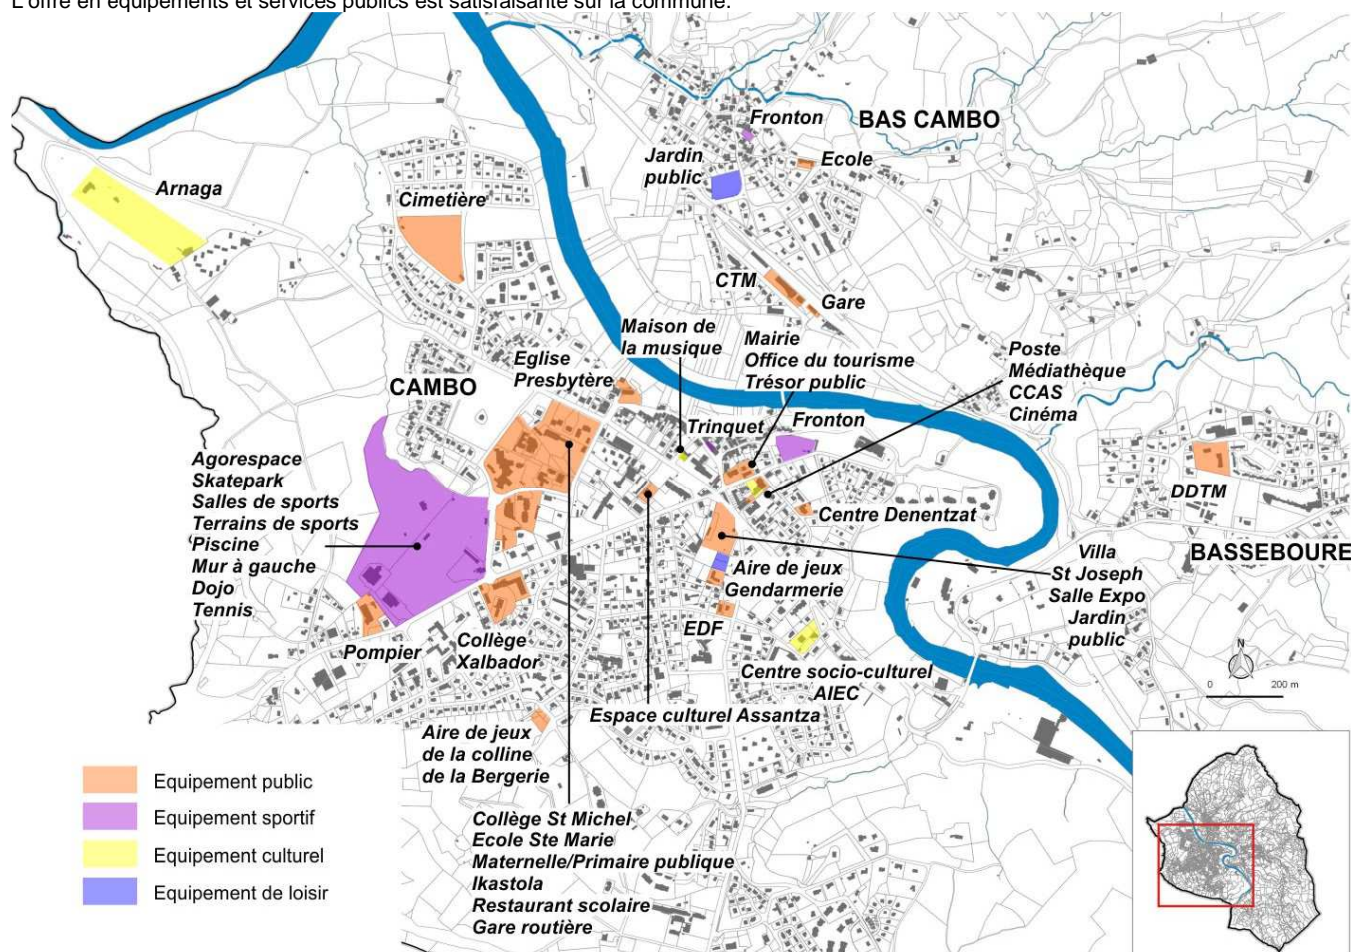 L'offre en équipements et services publics est satisfaisante sur la commune.
Fronton
BAS CAMBO
Jardin
public
Ecole
Arnaga
Cimetière
CTM
Gare
Maison de
la musique
Mairie
Office du tourisme
Trésor public
Poste
Médiathèque
CCAS
Cinéma
Eglise
Presbytère
CAMBO
Trinquet
Fronton
Agorespace
Skatepark
Salles de sports
Terrains de sports
Piscine
Mur à gauche
Dojo
Tennis
DDTM
Centre Denentzat
BASSEBOURE
Villa
St Joseph
Salle Expo
Jardin
public
Aire de jeux
Gendarmerie
EDF
Pompier
Collège
Xalbador
Centre socio-culturel
AIEC
N
0 200 m
Espace culturel Assantza
Aire de jeux
de la colline
de la Bergerie
Equipement public
Equipement sportif
Equipement culturel
Equipement de loisir
Collège St Michel
Ecole Ste Marie
Maternelle/Primaire publique
Ikastola
Restaurant scolaire
Gare routière